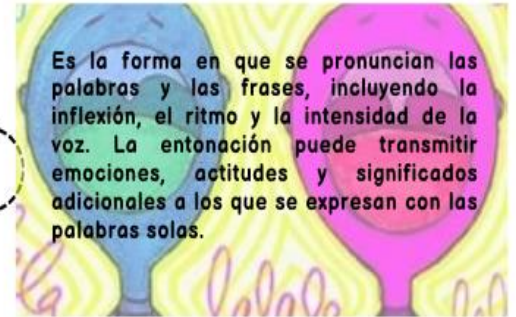 Es la forma en que se pronuncian las
palabras y las frases, incluyendo la
inflexión, el ritmo y la intensidad de la
voz. La entonación puede transmitir
emociones, actitudes y significados
adicionales a los que se expresan con las
palabras solas.